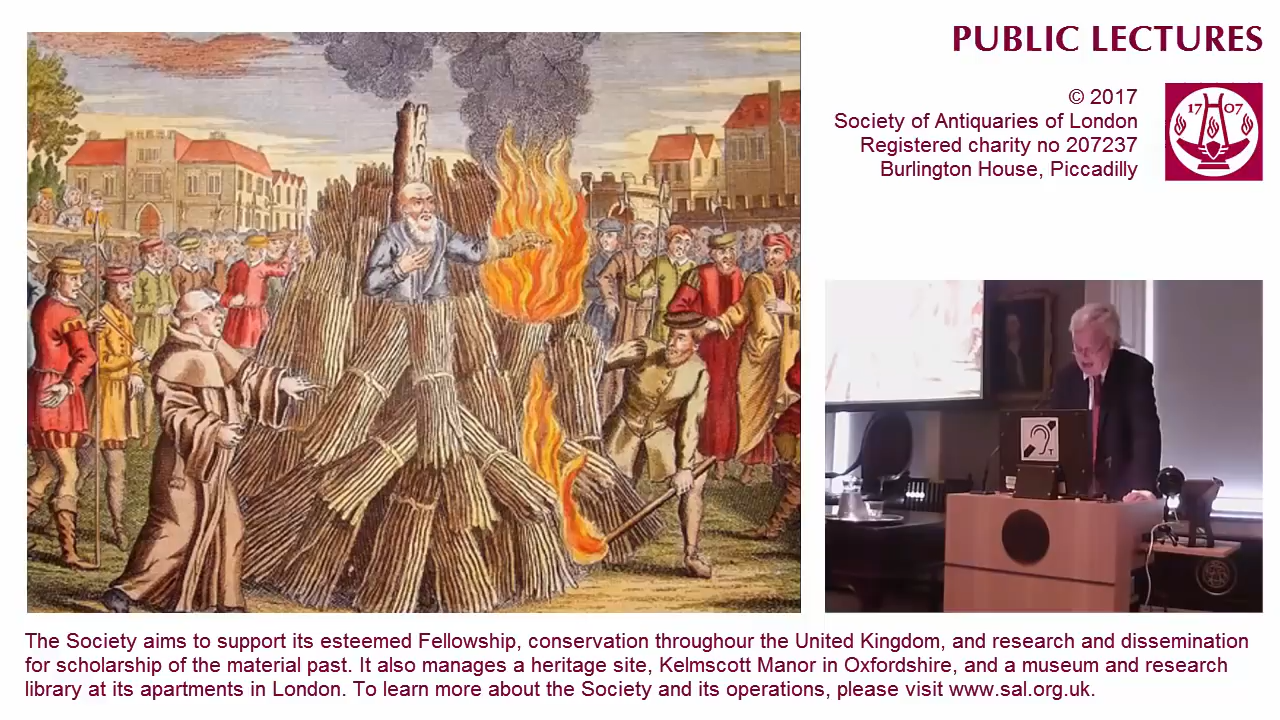 PUBLIC LECTURES
© 2017
Society of Antiquaries of London
Registered charity no 207237
Burlington House, Piccadilly
17 07
T
The Society aims to support its esteemed Fellowship, conservation throughour the United Kingdom, and research and dissemination
for scholarship of the material past. It also manages a heritage site, Kelmscott Manor in Oxfordshire, and a museum and research
library at its apartments in London. To learn more about the Society and its operations, please visit www.sal.org.uk.